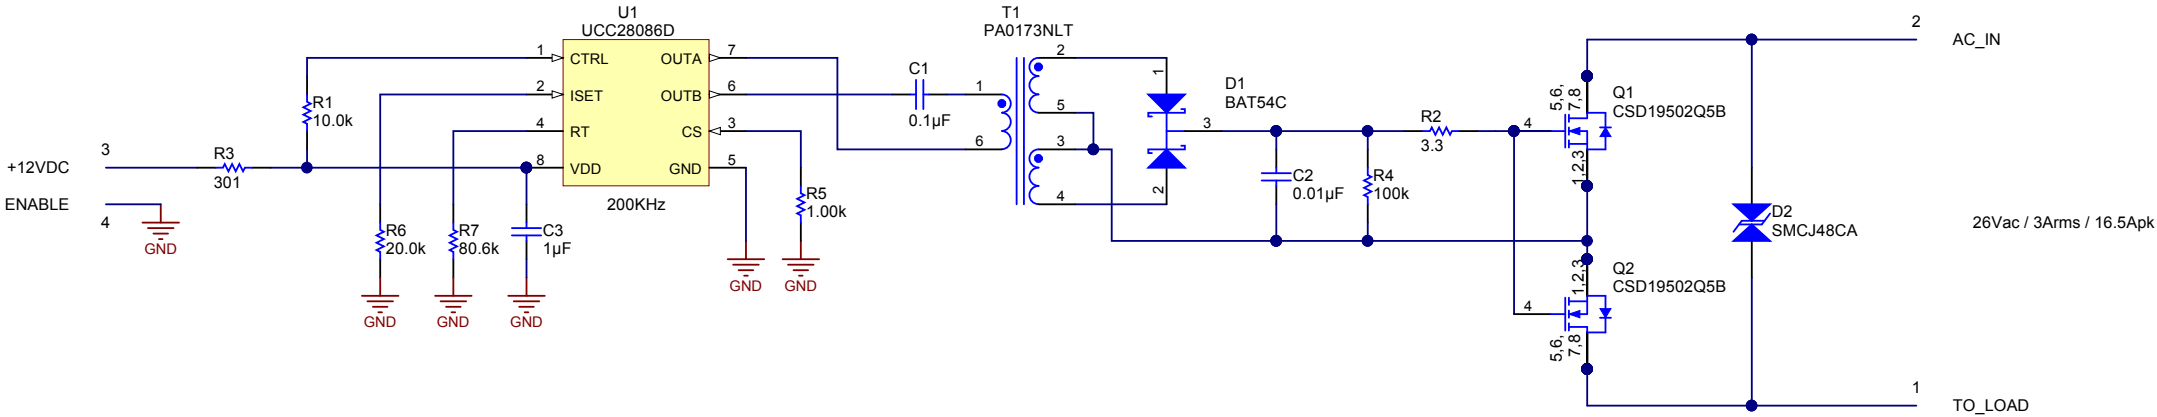 U1
UCC28086D
1
CTRL
OUTA
7
2
ISET
OUTB
6
4
RT
CS
3
8
VDD
GND
5
200KHz
R1
10.0k
3
+12VDC
R3
301
ENABLE
4
GND
R6
20.0k
GND
R7
80.6k
GND
C3
1µF
GND
GND
R5
1.00k
GND
C1
0.1µF
T1
PA0173NLT
1
6
2
5
3
4
1
2
3
D1
BAT54C
C2
0.01µF
R4
100k
R2
3.3
4
5,6,
7,8
Q1
CSD19502Q5B
1,2,3
1,2,3
Q2
CSD19502Q5B
4
5,6,
7,8
D2
SMCJ48CA
2
AC_IN
26Vac / 3Arms / 16.5Apk
1
TO_LOAD